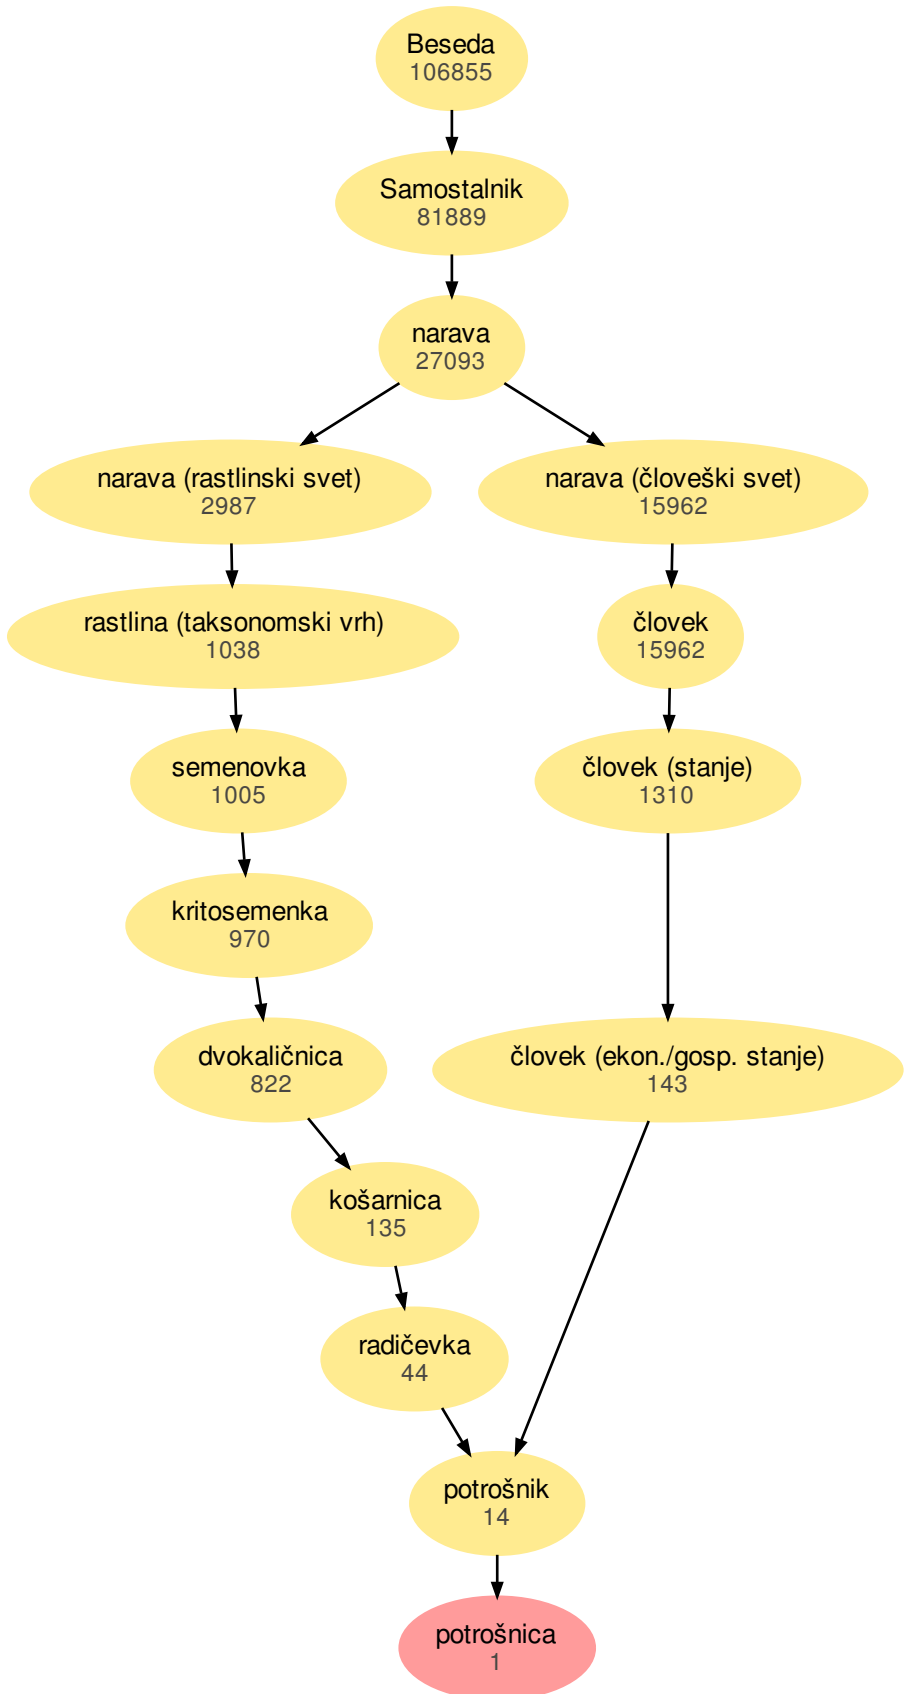 Beseda
106855
Samostalnik
81889
narava
27093
narava (rastlinski svet)
2987
narava (človeški svet)
15962
rastlina (taksonomski vrh)
1038
človek
15962
semenovka
1005
človek (stanje)
1310
kritosemenka
970
dvokaličnica
822
človek (ekon./gosp. stanje)
143
košarnica
135
radičevka
44
potrošnik
14
potrošnica
1